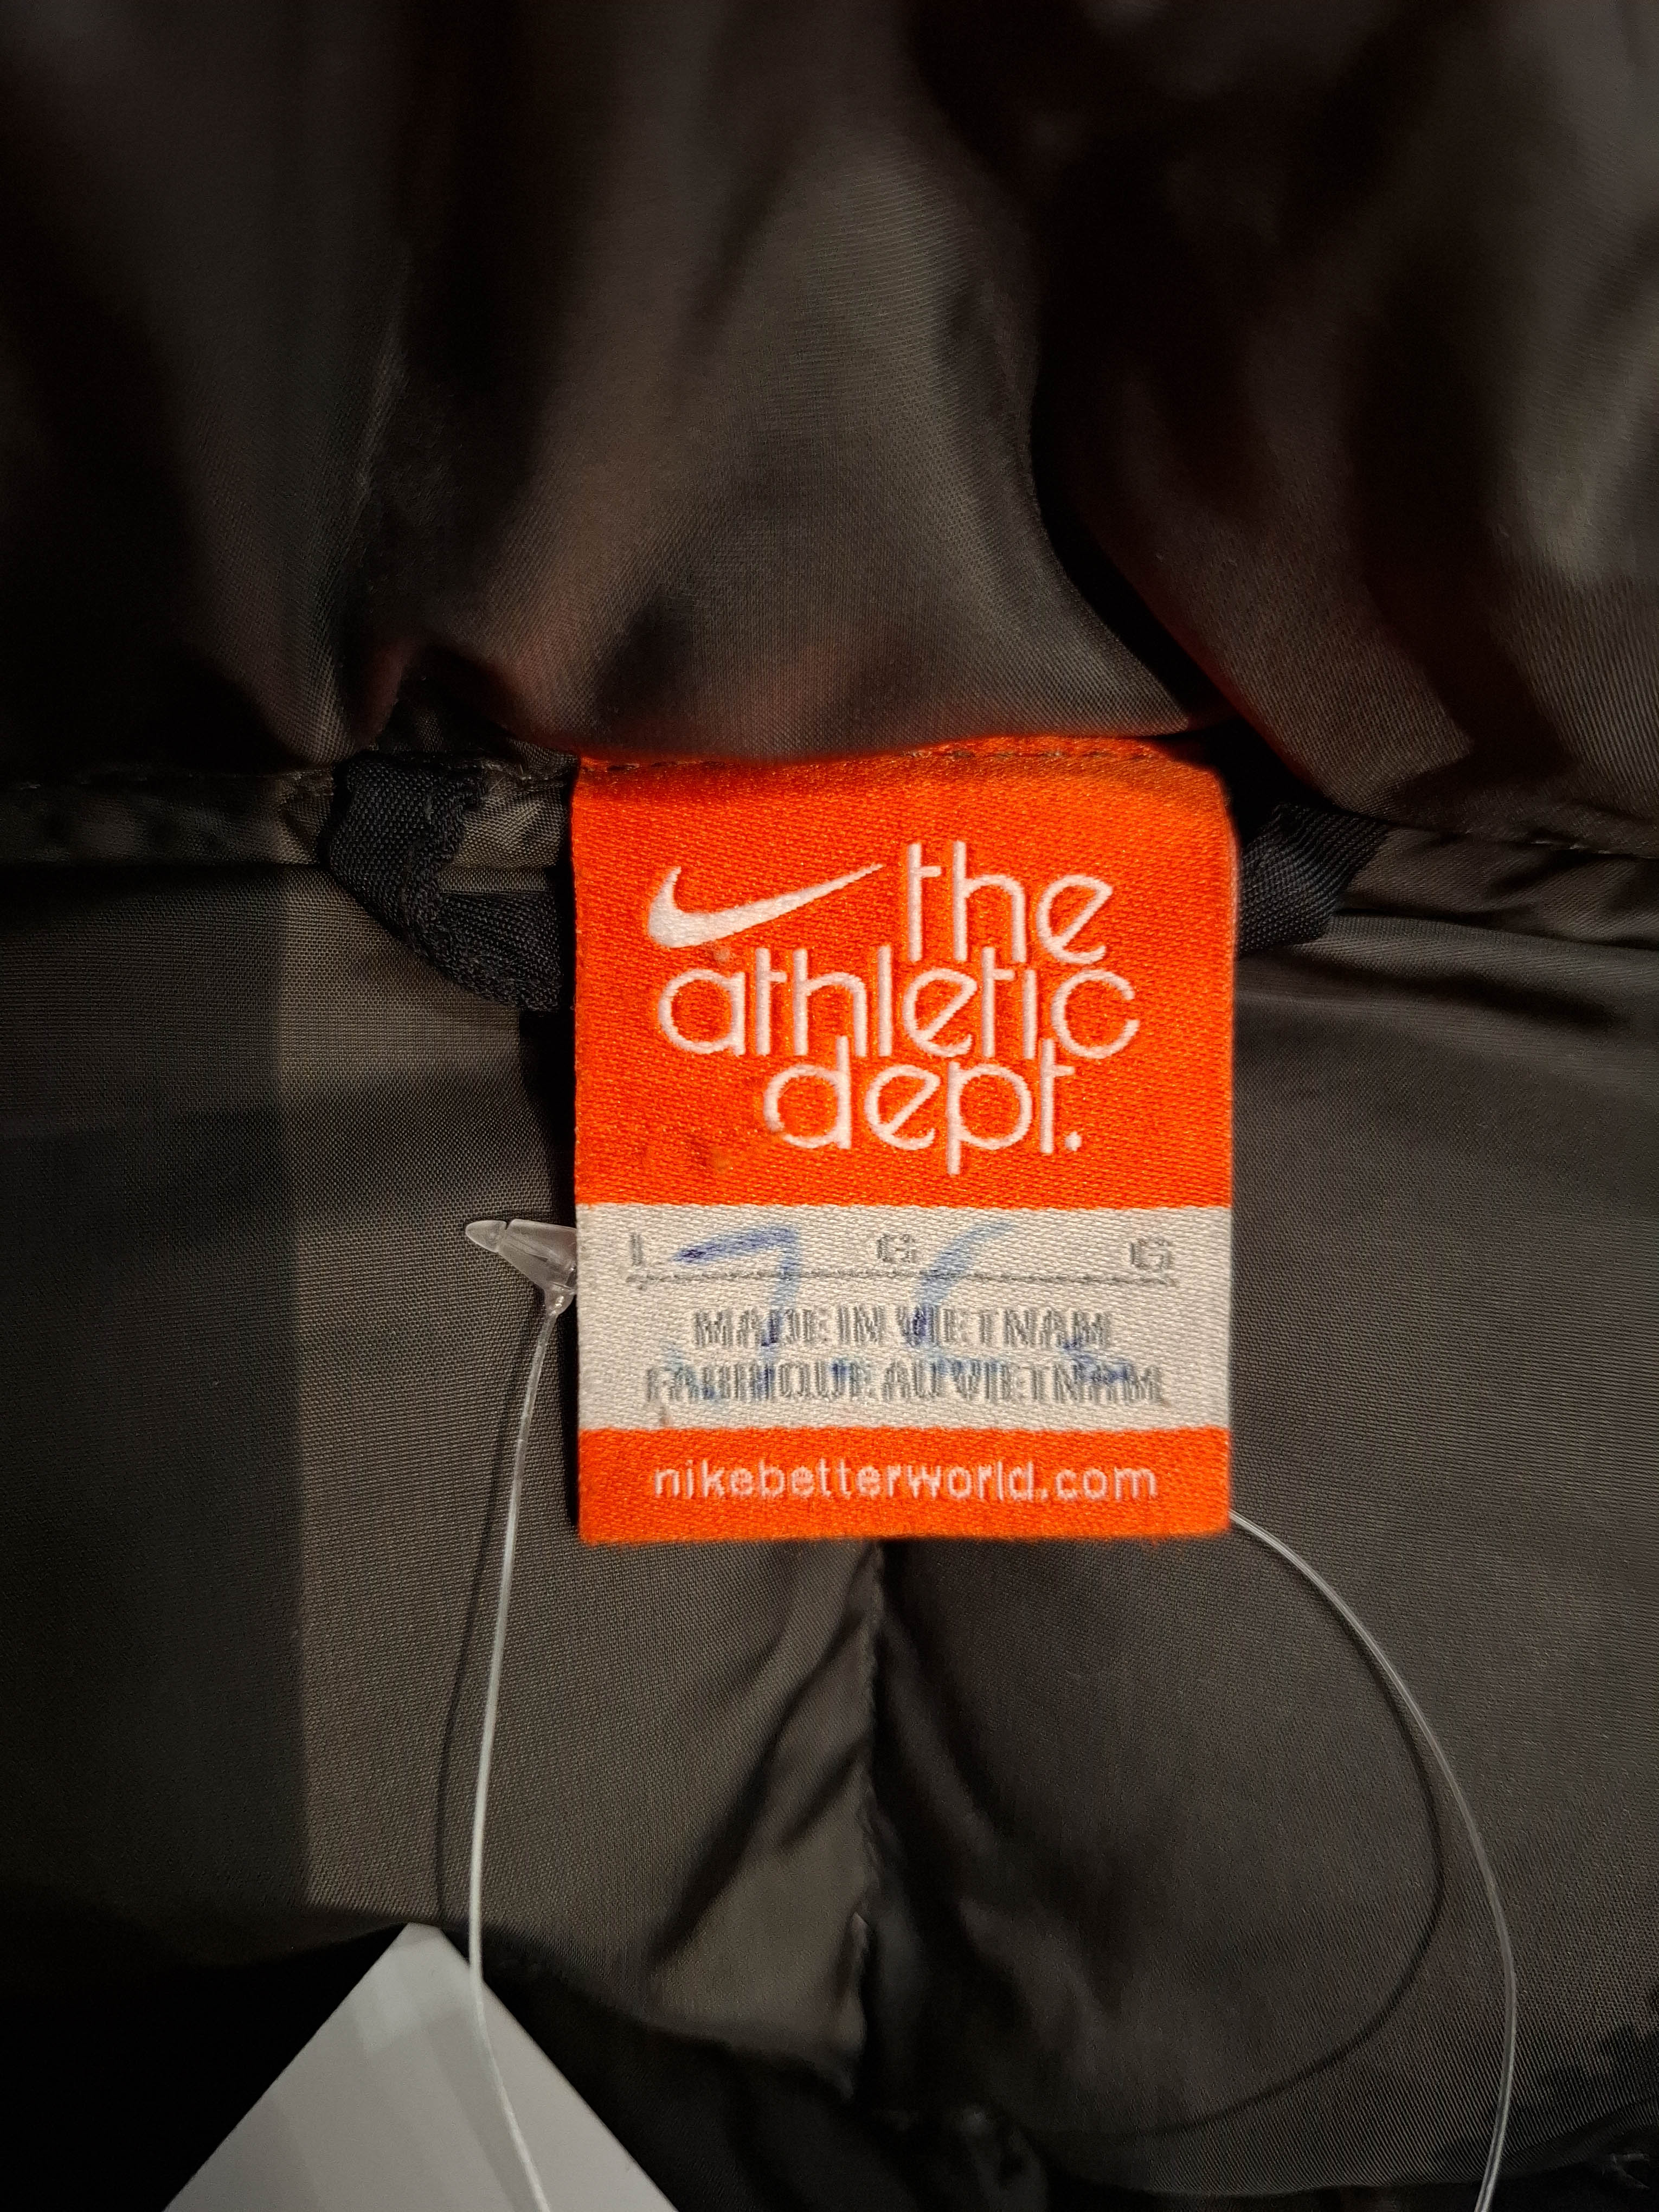 the
athletic
dept.
L G G
MADE IN VIETNAM
FABRIQUE AU VIETNAM
nikebetterworld.com